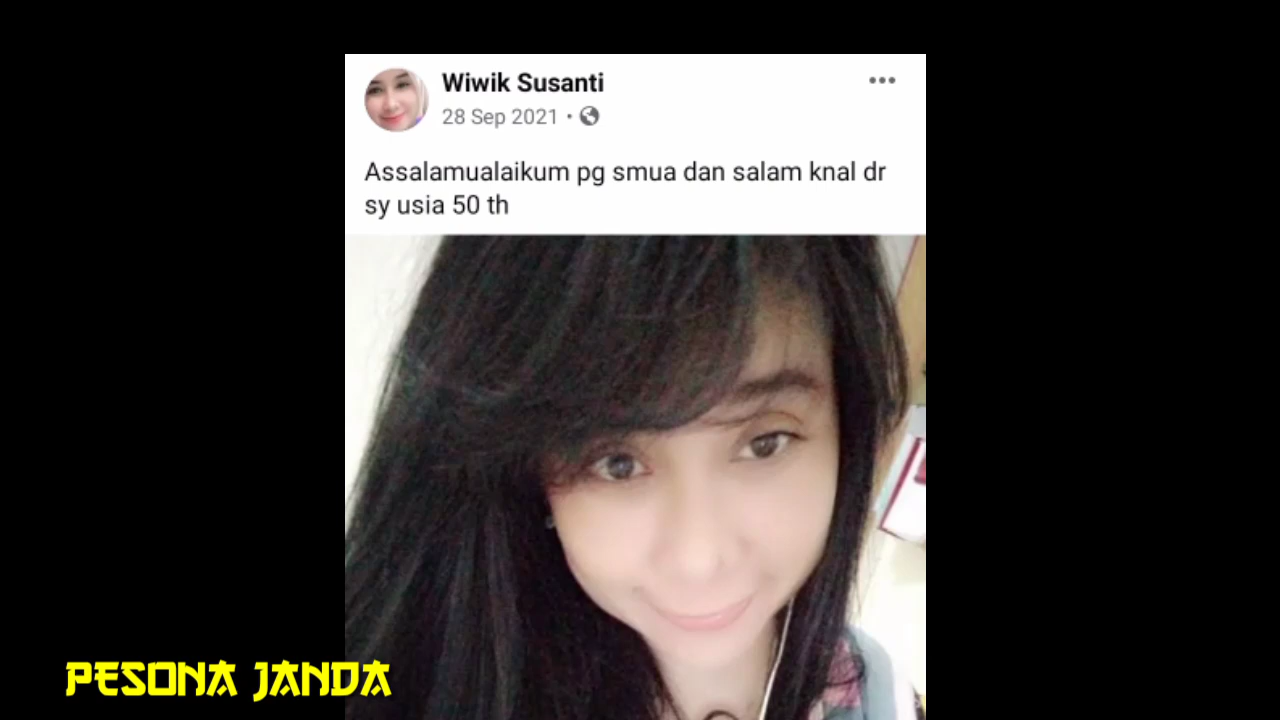 Wiwik Susanti
28 Sep 2021 •
Assalamualaikum pg smua dan salam knal dr
sy usia 50 th
PESONA JANDA